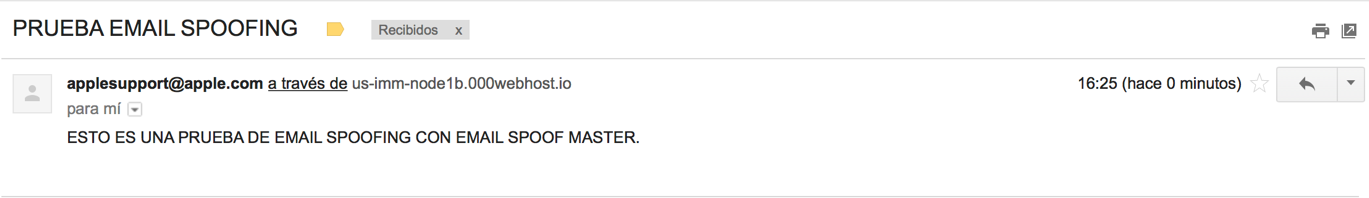 PRUEBA EMAIL SPOOFING Recibidos x
applesupport@apple.com a través de us-imm-node1b.000webhost.io 16:25 (hace 0 minutos)
para mí
ESTO ES UNA PRUEBA DE EMAIL SPOOFING CON EMAIL SPOOF MASTER.